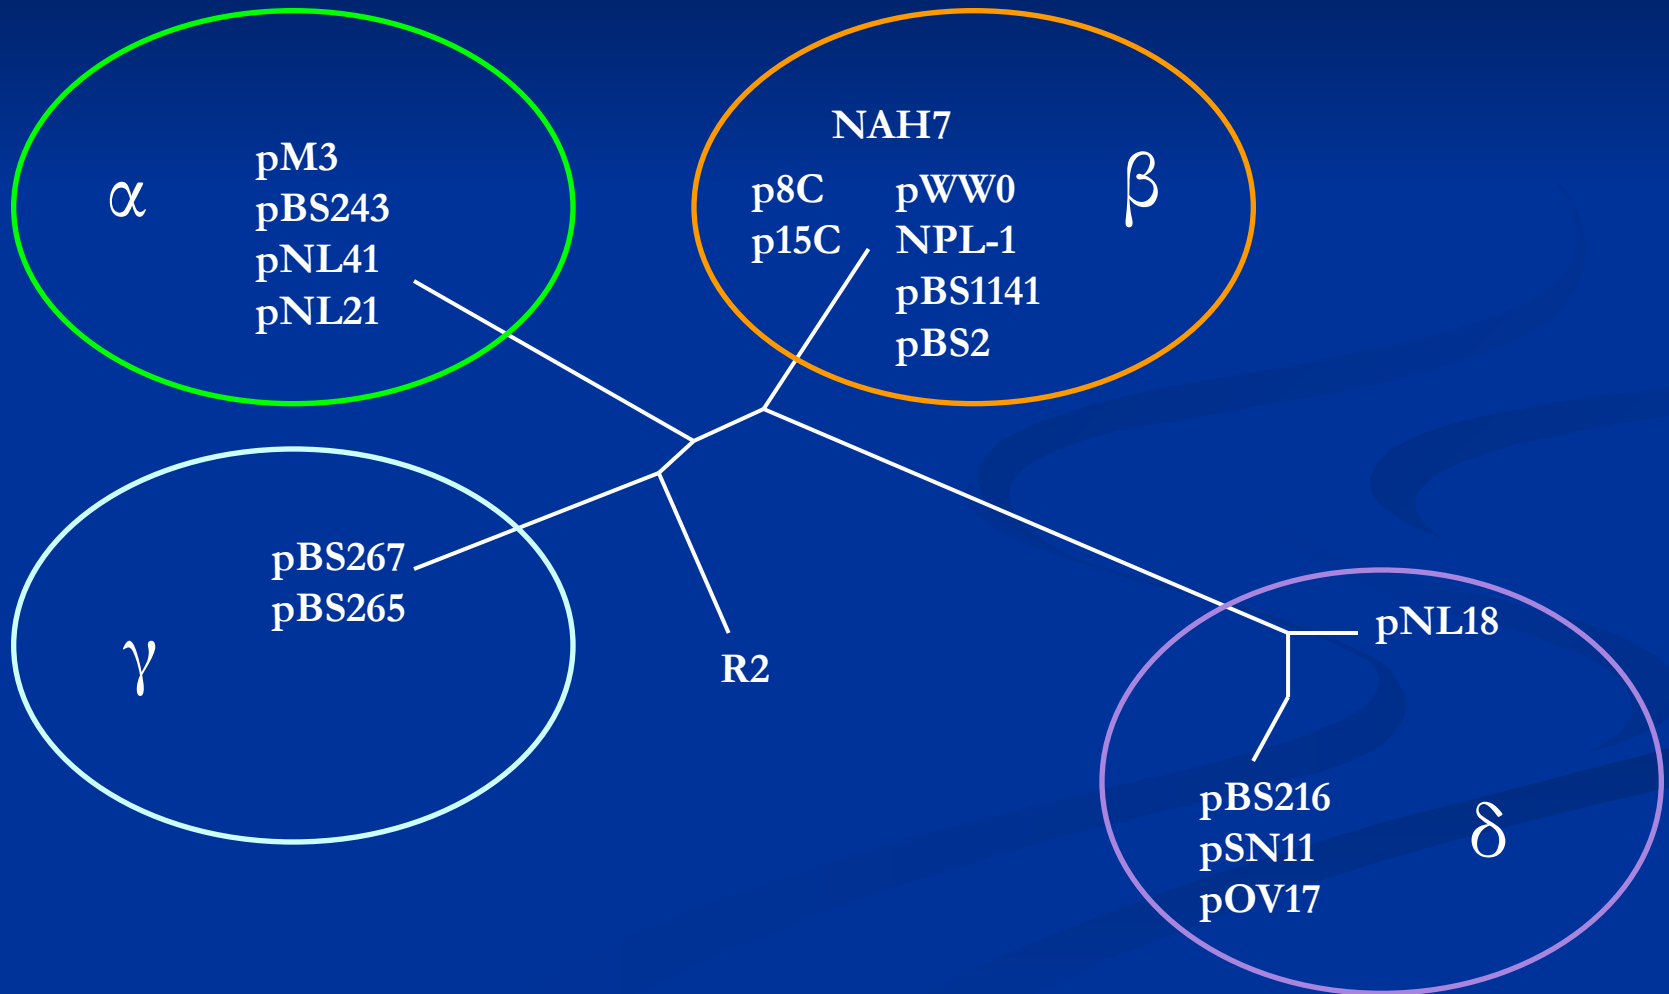 α
pM3
pBS243
pNL41
pNL21
NAH7
p8C pWW0
p15C NPL-1
pBS1141
pBS2
β
pBS267
pBS265
γ
R2
pNL18
pBS216
pSN11
pOV17
δ